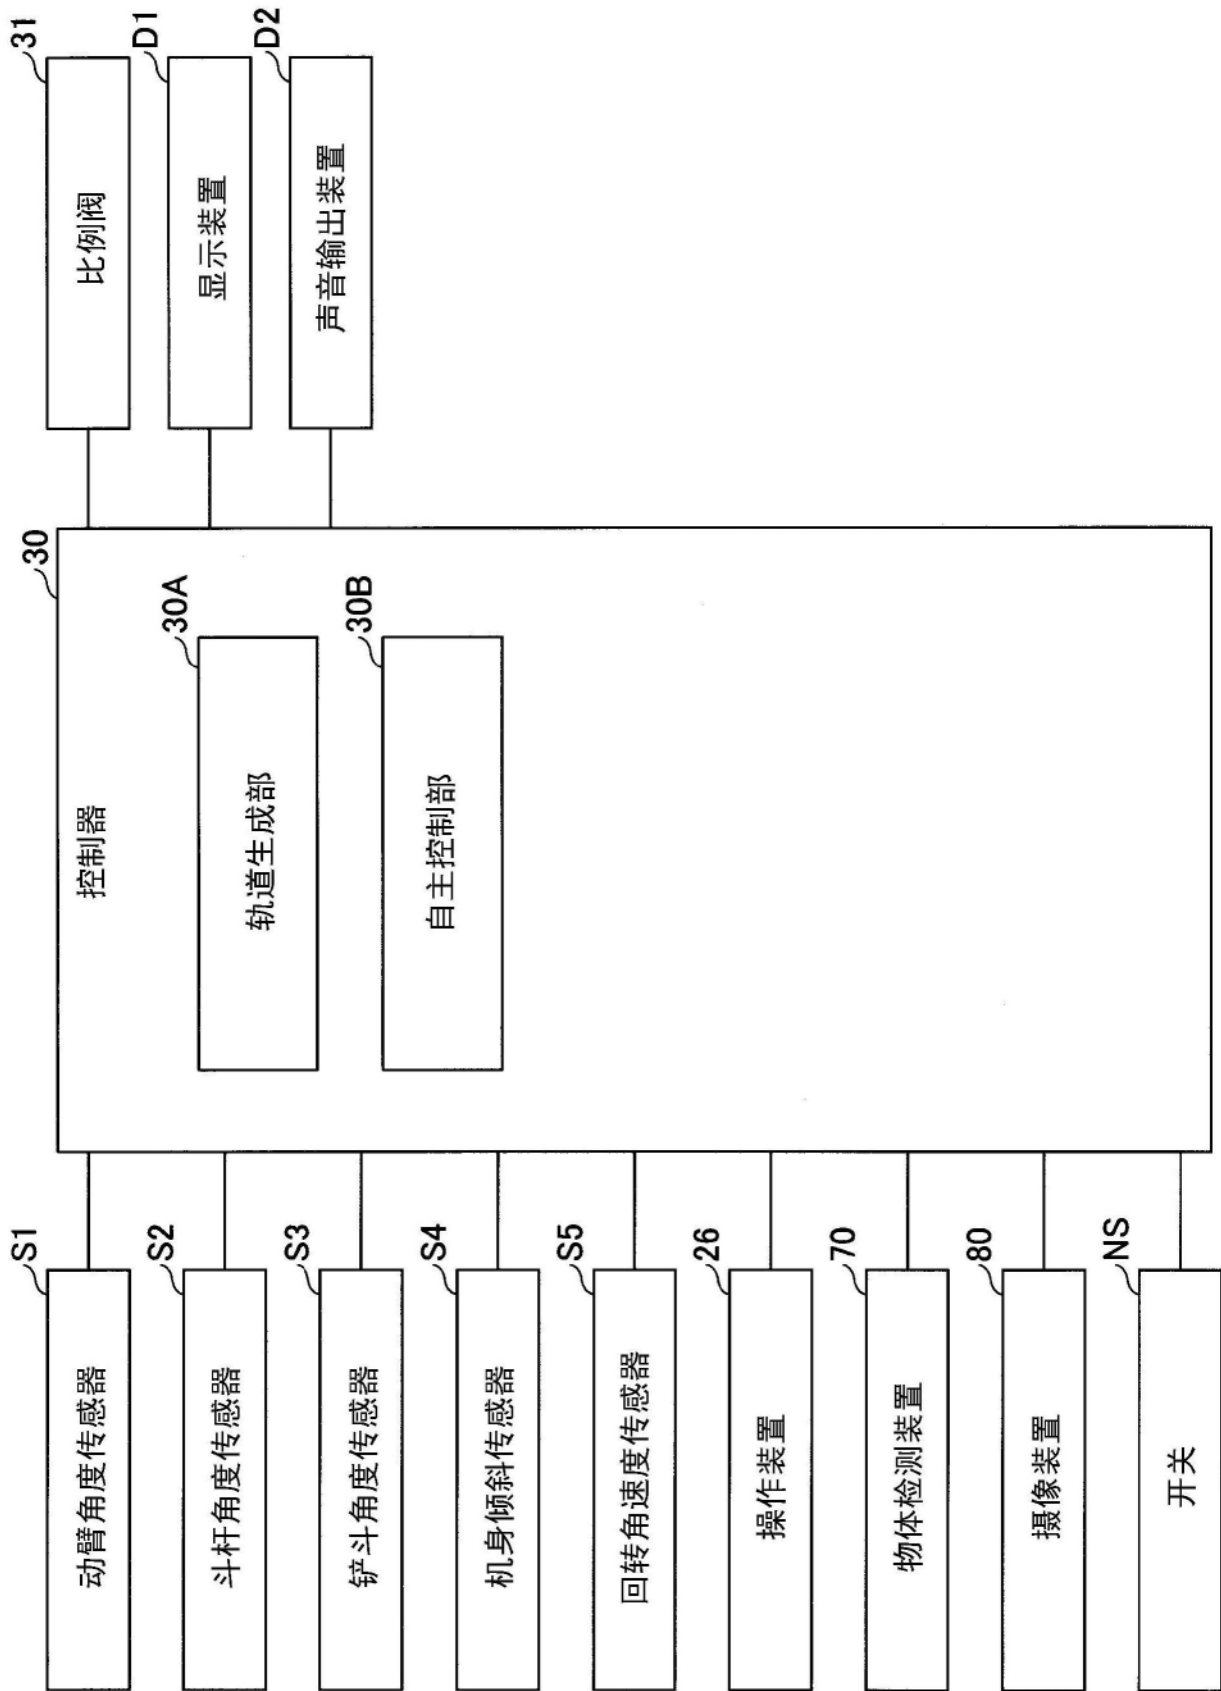 S1
动臂角度传感器
S2
斗杆角度传感器
S3
铲斗角度传感器
S4
机身倾斜传感器
S5
回转角速度传感器
26
操作装置
70
物体检测装置
80
摄像装置
NS
开关
30
控制器
30A
轨道生成部
30B
自主控制部
31
比例阀
D1
显示装置
D2
声音输出装置